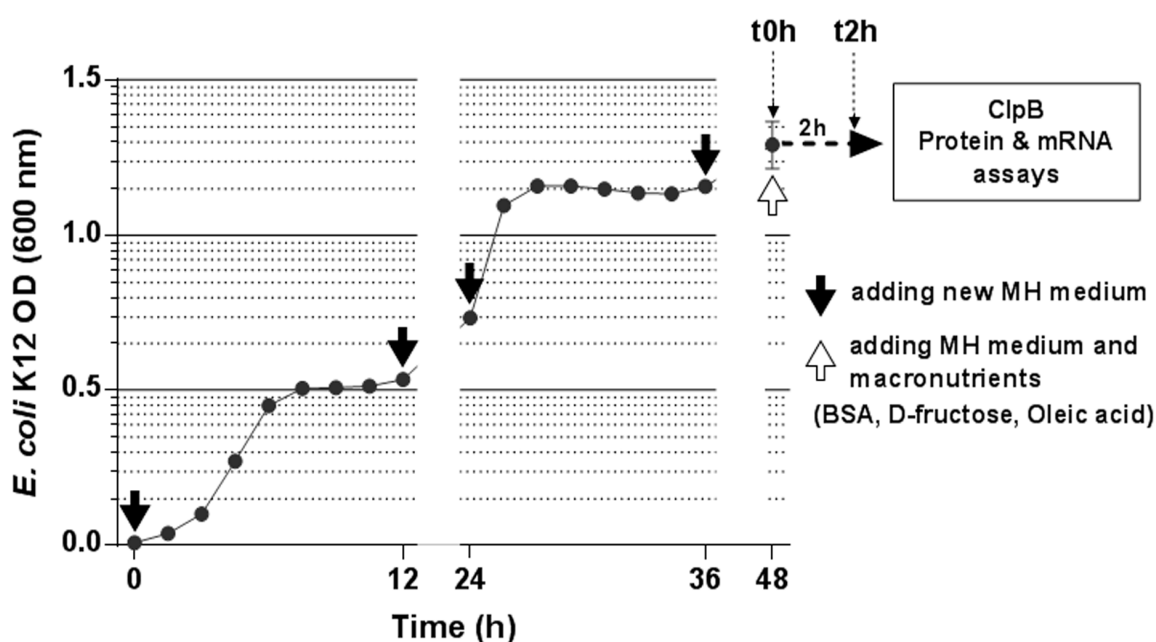 t0h t2h
1.5
1.0
0.5
0.0
E. coli K12 OD (600 nm)
2h
ClpB
Protein & mRNA
assays
adding new MH medium
adding MH medium and
macronutrients
(BSA, D-fructose, Oleic acid)
0 12 24 36 48
Time (h)